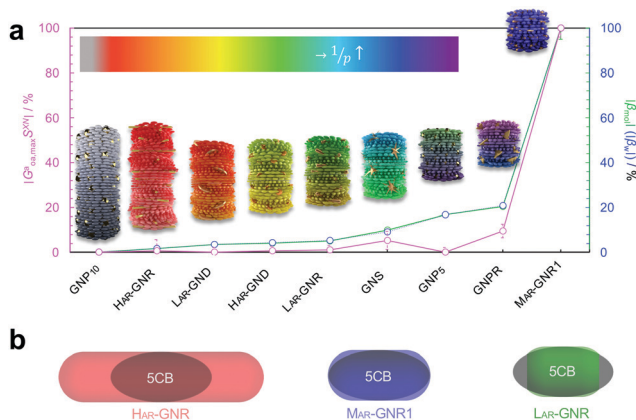 a
→ 1/p ↑
|G^a_oa,max S^XN| / %
|β_mol| (|β_w|) / %
100
80
60
40
20
0
100
80
60
40
20
0
GNP10
HAR-GNR
LAR-GND
HAR-GND
LAR-GNR
GNS
GNP5
GNPR
MAR-GNR1
b
5CB
5CB
5CB
HAR-GNR
MAR-GNR1
LAR-GNR